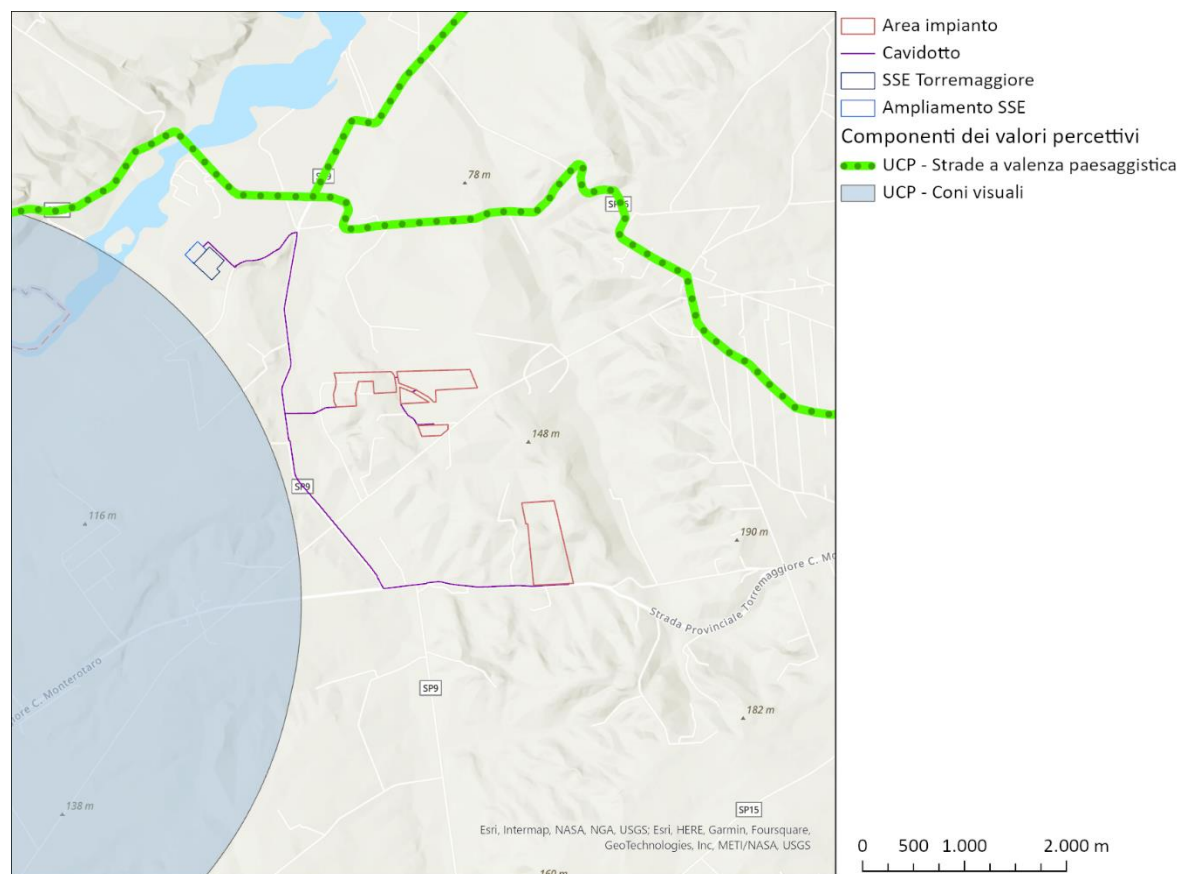 Area impianto
Cavidotto
SSE Torremaggiore
Ampliamento SSE
Componenti dei valori percettivi
UCP - Strade a valenza paesaggistica
UCP - Coni visuali
78 m
148 m
SP9
116 m
190 m
Strada Provinciale Torremaggiore C. Mo
SP9
182 m
ggiore C. Monterotaro
138 m
SP15
Esri, Intermap, NASA, NGA, USGS; Esri, HERE, Garmin, Foursquare,
GeoTechnologies, Inc, METI/NASA, USGS
160 m
0 500 1.000 2.000 m